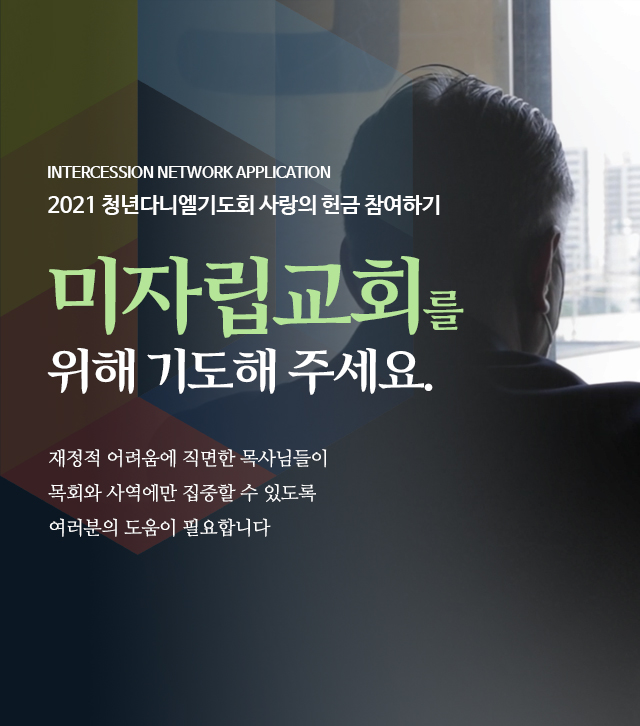 INTERCESSION NETWORK APPLICATION
2021 청년다니엘기도회 사랑의 헌금 참여하기
미자립교회를
위해 기도해 주세요.
재정적 어려움에 직면한 목사님들이
목회와 사역에만 집중할 수 있도록
여러분의 도움이 필요합니다